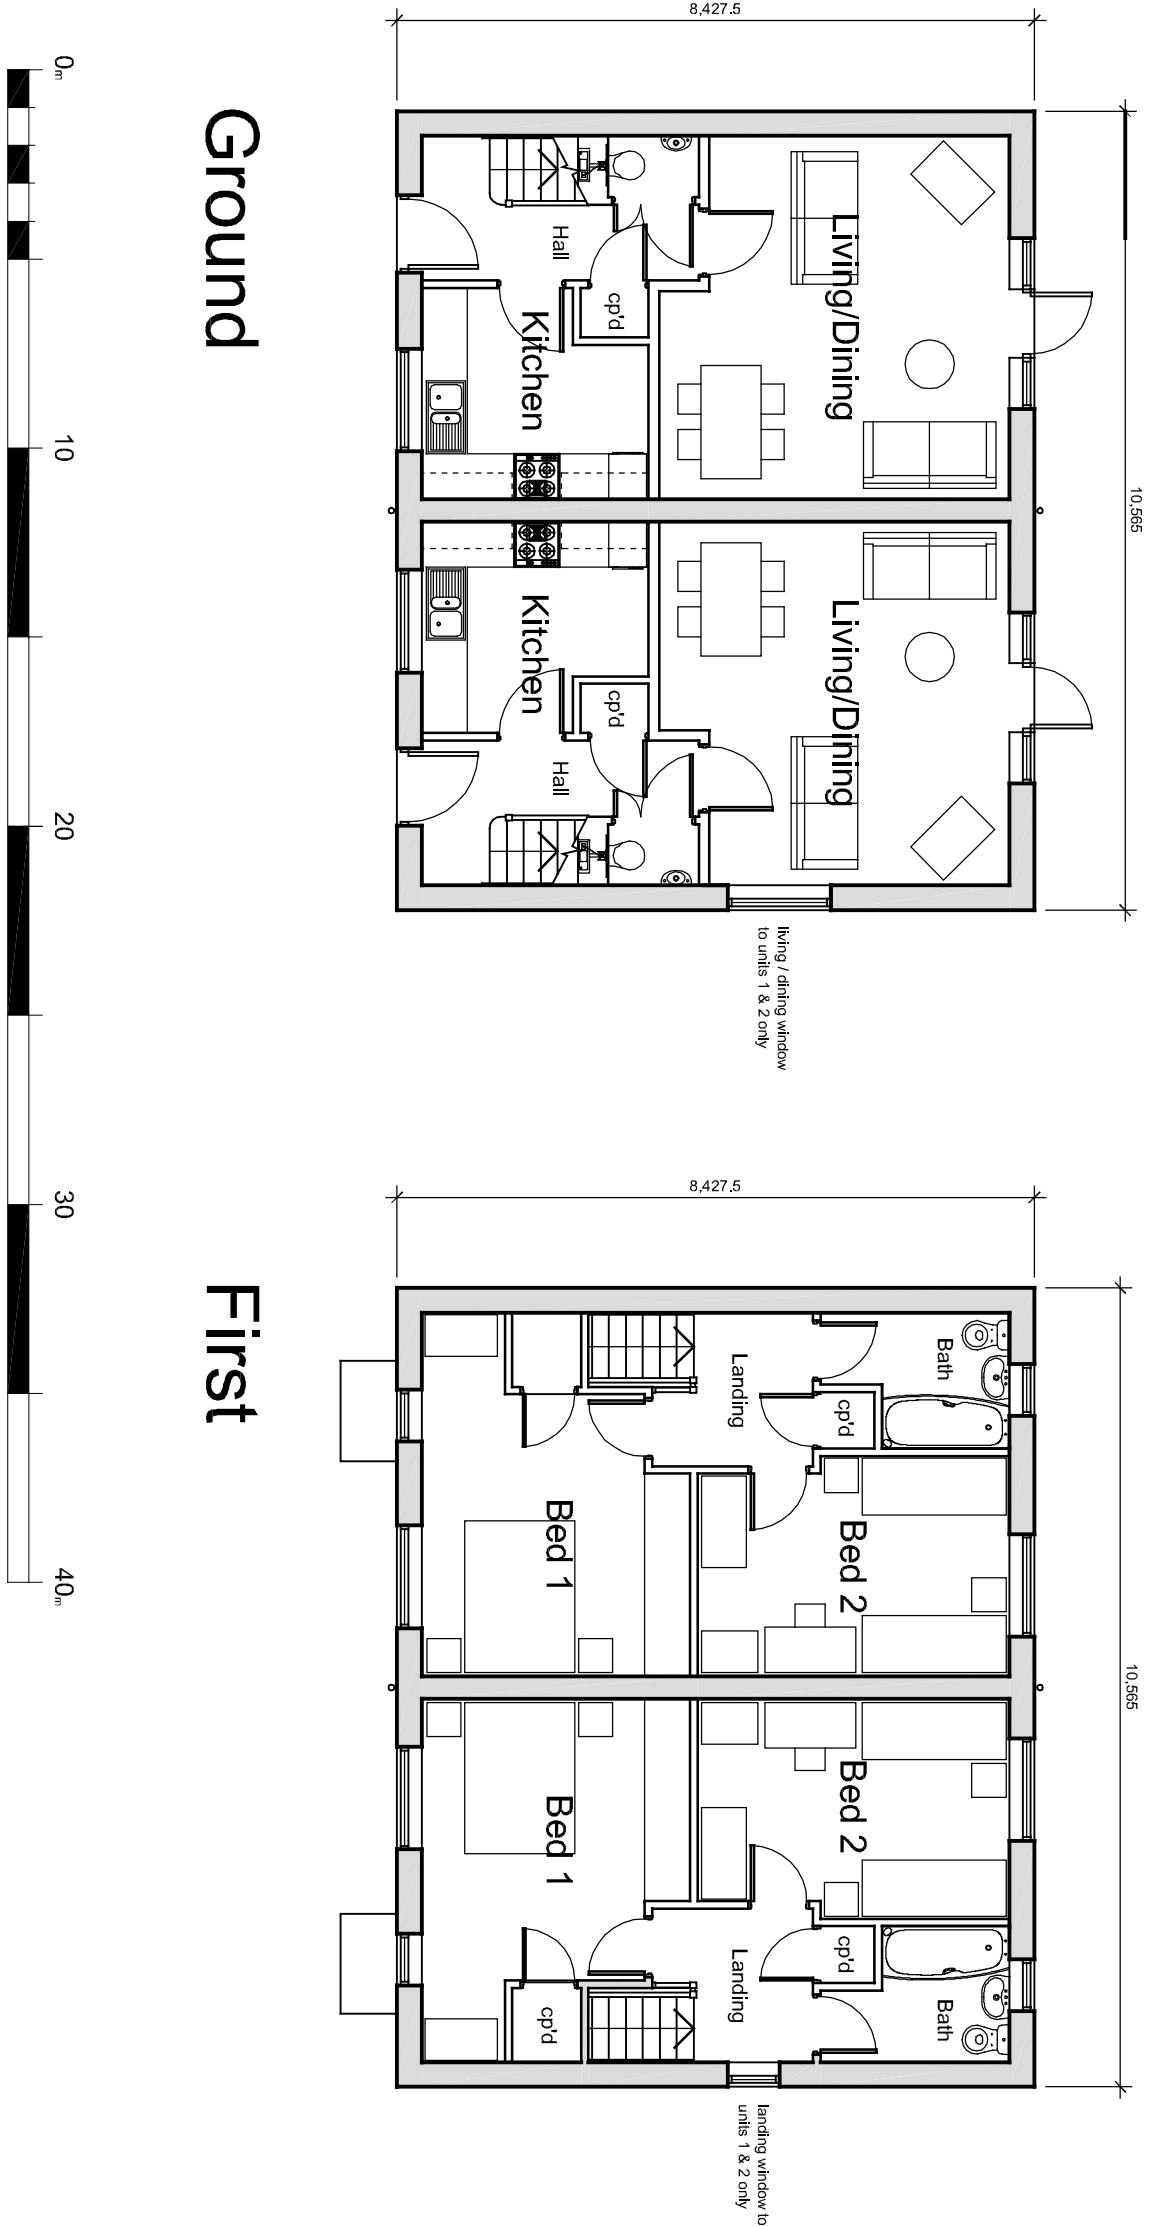 8,427.5
10,565
Living/Dining
Living/Dining
cp'd
cp'd
Hall
Hall
Kitchen
Kitchen
living / dining window
to units 1 & 2 only
Ground
8,427.5
10,565
Bath
Bath
cp'd
cp'd
Bed 2
Bed 2
Landing
Landing
Bed 1
Bed 1
cp'd
landing window to
units 1 & 2 only
First
0m
10
20
30
40m